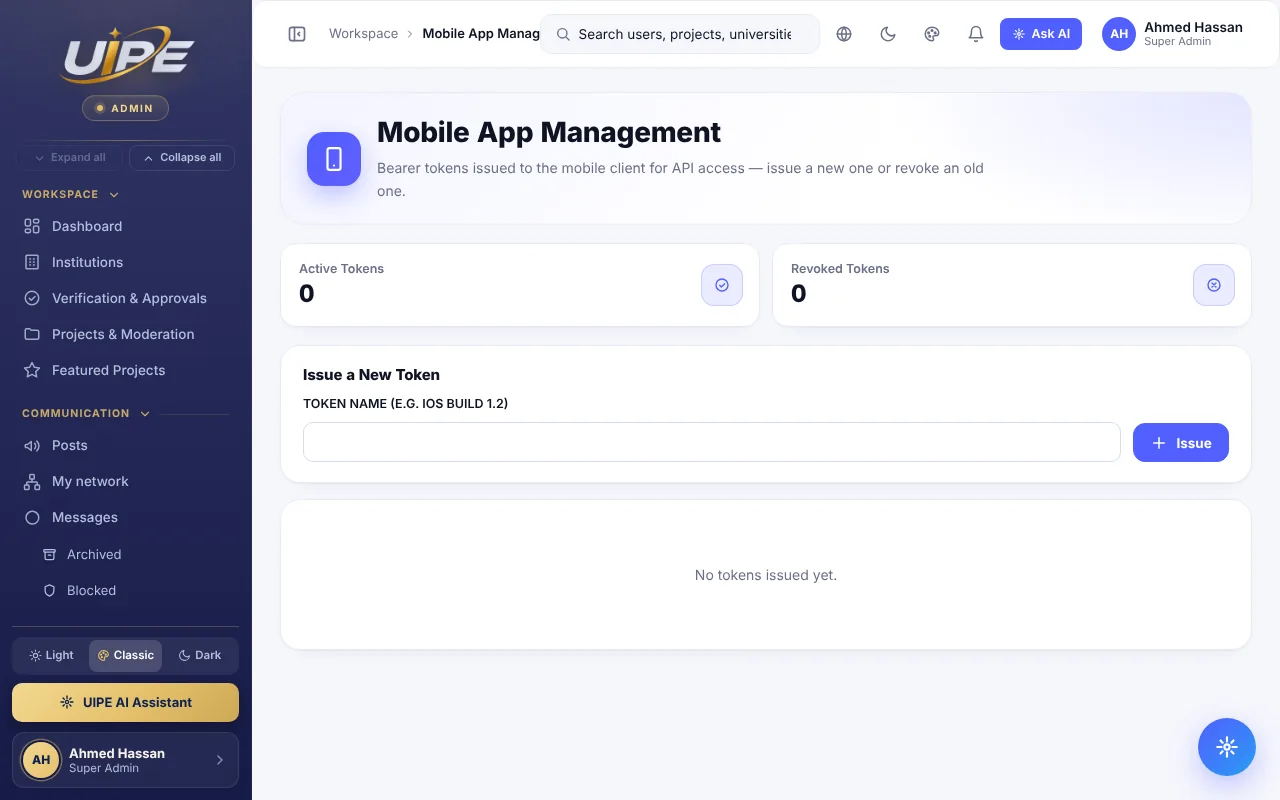 UIPE
ADMIN
Expand all
Collapse all
WORKSPACE
Dashboard
Institutions
Verification & Approvals
Projects & Moderation
Featured Projects
COMMUNICATION
Posts
My network
Messages
Archived
Blocked
Light
Classic
Dark
UIPE AI Assistant
AH
Ahmed Hassan
Super Admin
Workspace
Mobile App Manag
Search users, projects, universitie
Ask AI
AH
Ahmed Hassan
Super Admin
Mobile App Management
Bearer tokens issued to the mobile client for API access — issue a new one or revoke an old
one.
Active Tokens
0
Revoked Tokens
0
Issue a New Token
TOKEN NAME (E.G. IOS BUILD 1.2)
Issue
No tokens issued yet.